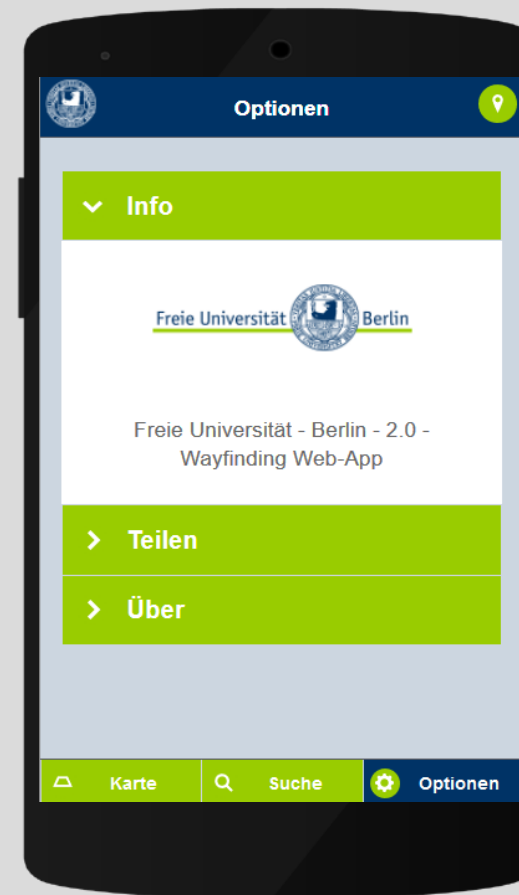 Optionen
Info
Freie Universität Berlin
Freie Universität - Berlin - 2.0 -
Wayfinding Web-App
Teilen
Über
Karte
Suche
Optionen